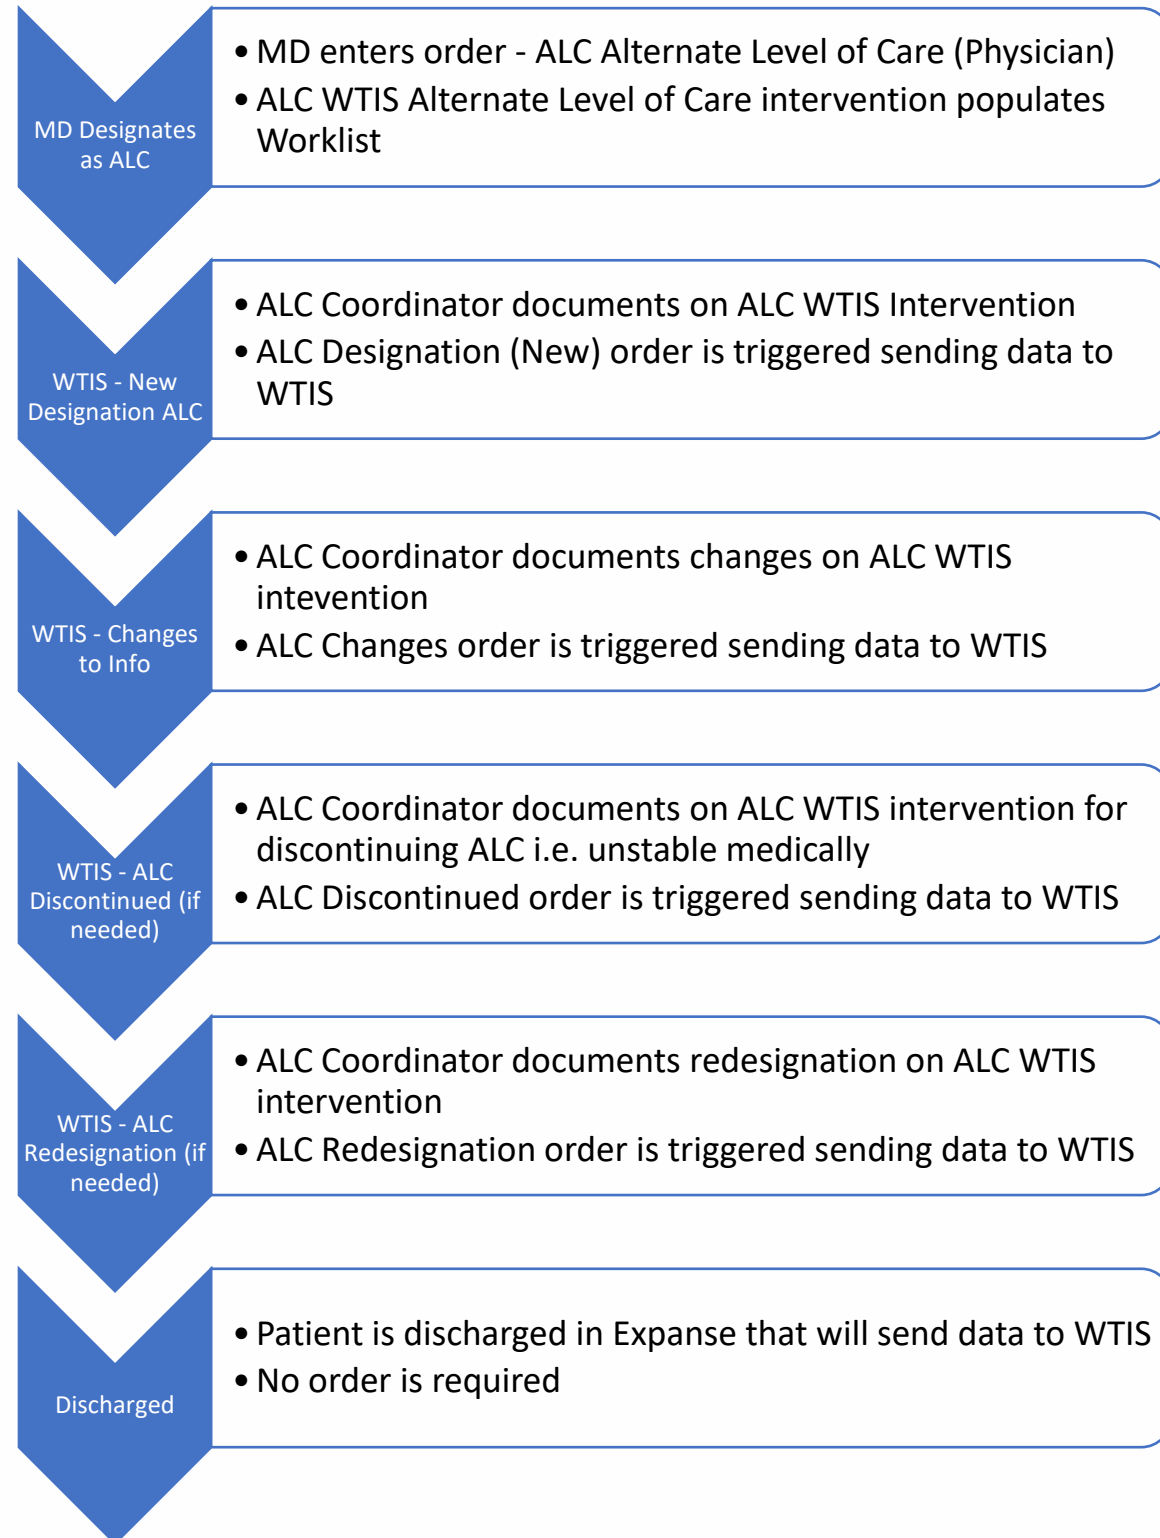 MD Designates
as ALC
• MD enters order - ALC Alternate Level of Care (Physician)
• ALC WTIS Alternate Level of Care intervention populates
Worklist
WTIS - New
Designation ALC
• ALC Coordinator documents on ALC WTIS Intervention
• ALC Designation (New) order is triggered sending data to
WTIS
WTIS - Changes
to Info
• ALC Coordinator documents changes on ALC WTIS
intevention
• ALC Changes order is triggered sending data to WTIS
WTIS - ALC
Discontinued (if
needed)
• ALC Coordinator documents on ALC WTIS intervention for
discontinuing ALC i.e. unstable medically
• ALC Discontinued order is triggered sending data to WTIS
WTIS - ALC
Redesignation (if
needed)
• ALC Coordinator documents redesignation on ALC WTIS
intervention
• ALC Redesignation order is triggered sending data to WTIS
Discharged
• Patient is discharged in Expanse that will send data to WTIS
• No order is required